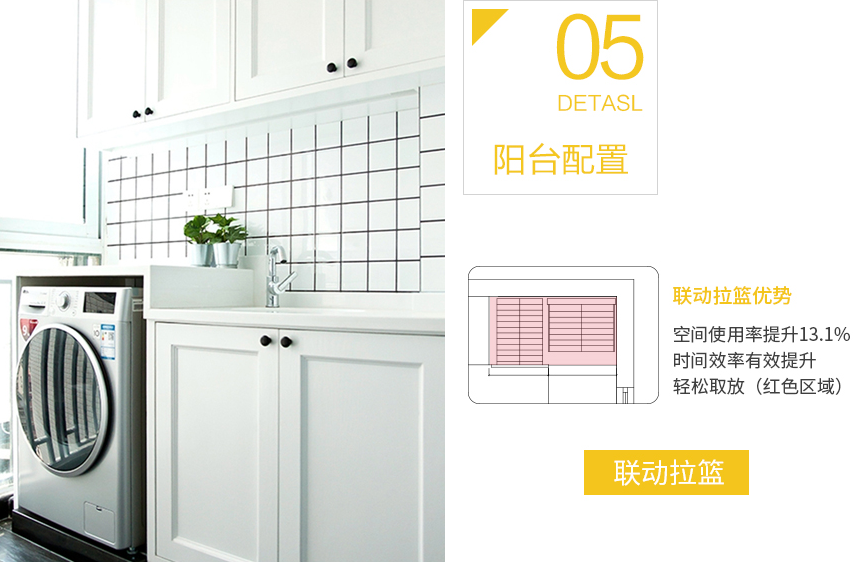 05
DETASL
阳台配置
联动拉篮优势
空间使用率提升13.1%
时间效率有效提升
轻松取放（红色区域）
联动拉篮